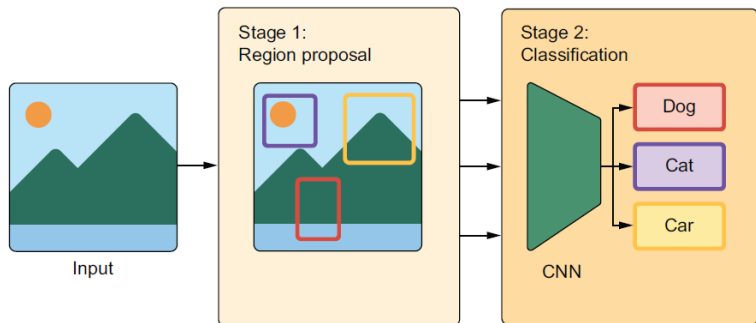 Stage 1:
Region proposal
Stage 2:
Classification
Dog
Cat
Car
Input
CNN